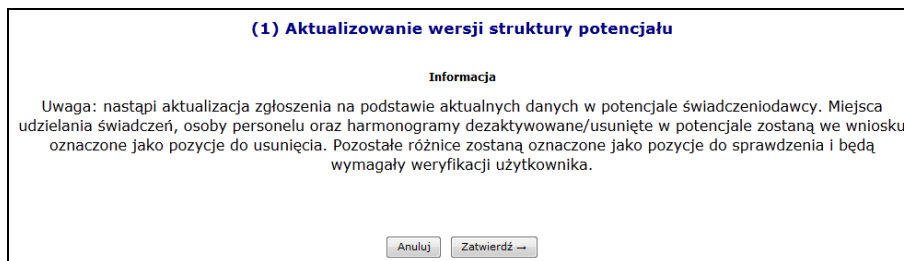 (1) Aktualizowanie wersji struktury potencjału
Informacja
Uwaga: nastąpi aktualizacja zgłoszenia na podstawie aktualnych danych w potencjale świadczeniodawcy. Miejsca
udzielania świadczeń, osoby personelu oraz harmonogramy dezaktywowane/usunięte w potencjale zostaną we wniosku
oznaczone jako pozycje do usunięcia. Pozostałe różnice zostaną oznaczone jako pozycje do sprawdzenia i będą
wymagały weryfikacji użytkownika.
Anuluj Zatwierdź →